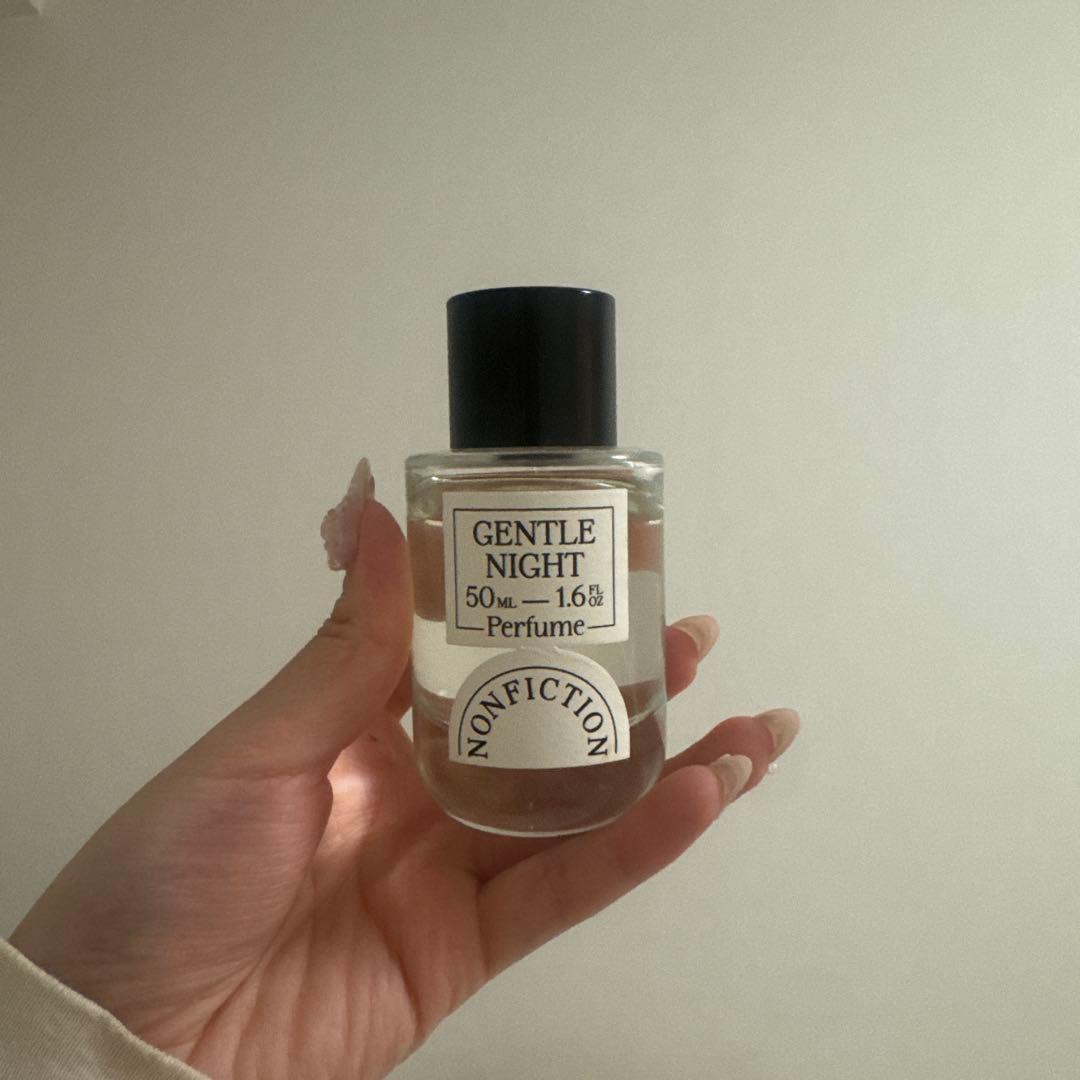 GENTLE
NIGHT
50ML — 1.6 FL OZ
Perfume
NONFICTION